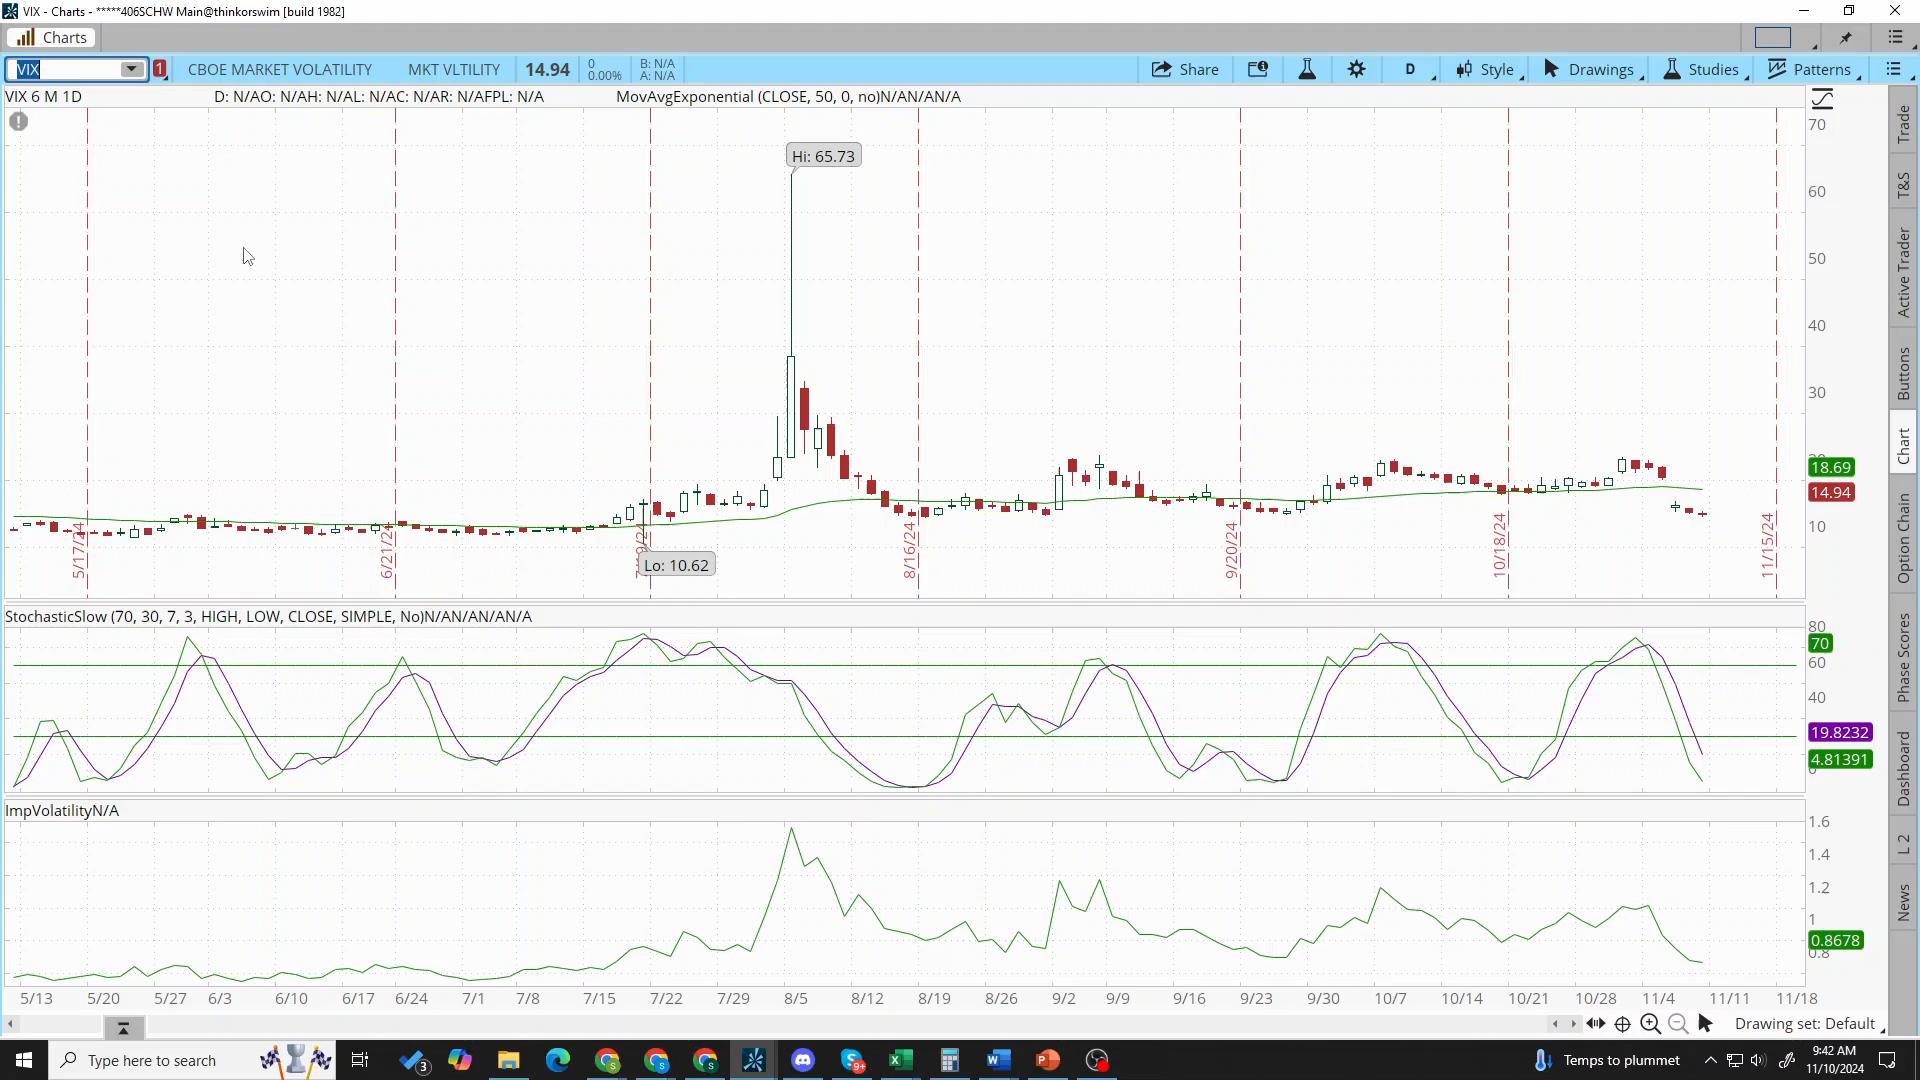 VIX - Charts - *****406SCHW Main@thinkorswim [build 1982]
Charts
VIX
1
CBOE MARKET VOLATILITY
MKT VLTILITY
14.94
0
0.00%
B: N/A
A: N/A
Share
D
Style
Drawings
Studies
Patterns
VIX 6 M 1D
D: N/AO: N/AH: N/AL: N/AC: N/AR: N/AFPL: N/A
MovAvgExponential (CLOSE, 50, 0, no)N/AN/AN/A
Hi: 65.73
Lo: 10.62
70
60
50
40
30
18.69
14.94
10
5/17/24
6/21/24
8/16/24
9/20/24
10/18/24
11/15/24
StochasticSlow (70, 30, 7, 3, HIGH, LOW, CLOSE, SIMPLE, No)N/AN/AN/AN/A
80
70
60
40
19.8232
4.81391
0
ImpVolatilityN/A
1.6
1.4
1.2
1
0.8678
0.8
5/13
5/20
5/27
6/3
6/10
6/17
6/24
7/1
7/8
7/15
7/22
7/29
8/5
8/12
8/19
8/26
9/2
9/9
9/16
9/23
9/30
10/7
10/14
10/21
10/28
11/4
11/11
11/18
Drawing set: Default
Trade
T&S
Active Trader
Buttons
Chart
Option Chain
Phase Scores
Dashboard
L 2
News
Type here to search
3
9+
Temps to plummet
9:42 AM
11/10/2024